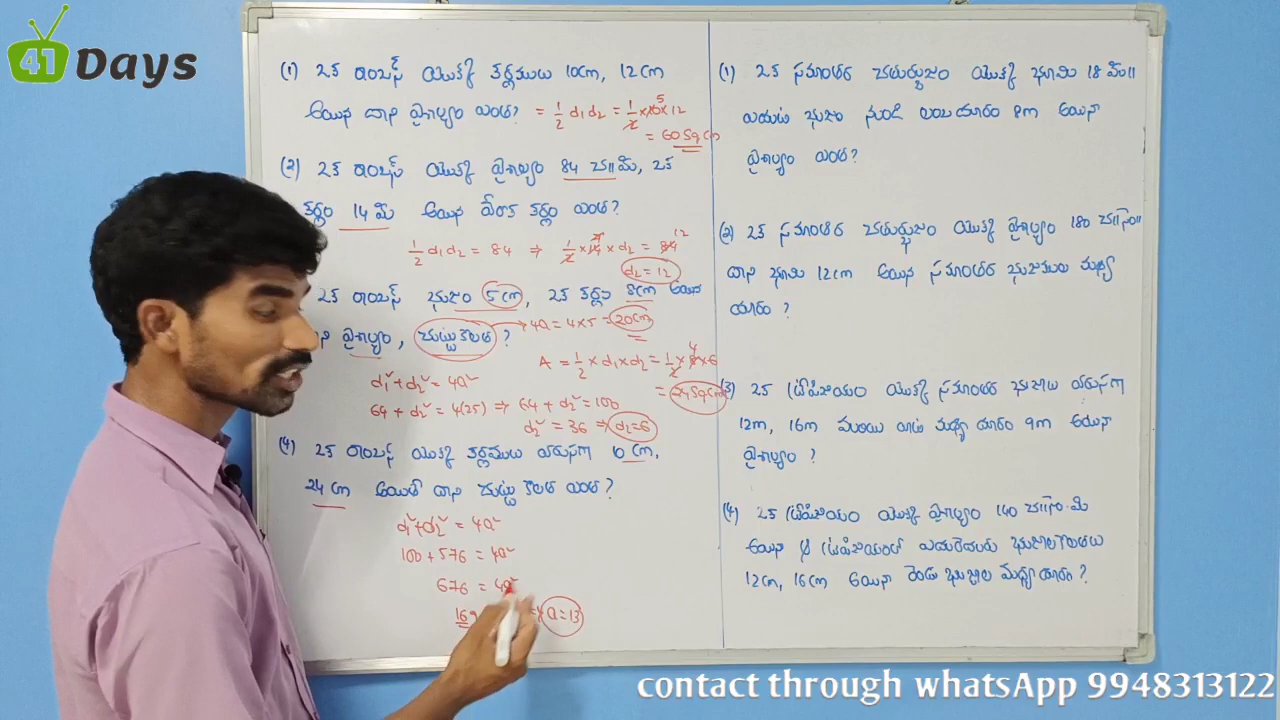 41 Days
(1) ఒక రాంబస్ యొక్క కర్ణములు 10cm, 12cm
అయిన దాని వైశాల్యం ఎంత? = 1/2 d₁d₂ = 1/2 × 10 × 12
5
= 60 Sq cm
(2) ఒక రాంబస్ యొక్క వైశాల్యం 84 చ॥మీ, ఒక
కర్ణం 14 మీ అయిన వేరొక కర్ణం ఎంత?
1/2 d₁d₂ = 84 ⇒ 1/2 × 14 × d₂ = 84 12
d₂ = 12
ఒక రాంబస్ భుజం 5cm, ఒక కర్ణం 8cm అయిన
వైశాల్యం, చుట్టుకొలత ? → 4a = 4×5 = 20cm
A = 1/2 × d₁ × d₂ = 1/2 × 8 × 6
4
= 24 Sq cm
d₁² + d₂² = 4a²
64 + d₂² = 4(25) ⇒ 64 + d₂² = 100
d₂² = 36 ⇒ d₂ = 6
(4) ఒక రాంబస్ యొక్క కర్ణములు వరుసగా 10 cm,
24 cm అయితే దాని చుట్టు కొలత ఎంత?
d₁² + d₂² = 4a²
100 + 576 = 4a²
676 = 4a²
a = 13
(1) ఒక సమాంతర చతుర్భుజం యొక్క భూమి 18 మీ॥
ఎదుటి భుజం నుండి లంబ దూరం 8m అయిన
వైశాల్యం ఎంత?
(2) ఒక సమాంతర చతుర్భుజం యొక్క వైశాల్యం 180 చ॥సెం॥
దాని భూమి 12cm అయిన సమాంతర భుజముల మధ్య
దూరం ?
(3) ఒక ట్రెపిజియం యొక్క సమాంతర భుజాలు వరుసగా
12m, 16m మరియు వాటి మధ్య దూరం 9m అయిన
వైశాల్యం ?
(4) ఒక ట్రెపిజియం యొక్క వైశాల్యం 140 చ॥సెం.మీ
అయిన ఆ ట్రెపిజియంలో ఎదురెదురు భుజాల కొలతలు
12cm, 16cm అయిన రెండు భుజాల మధ్య దూరం ?
contact through whatsApp 9948313122